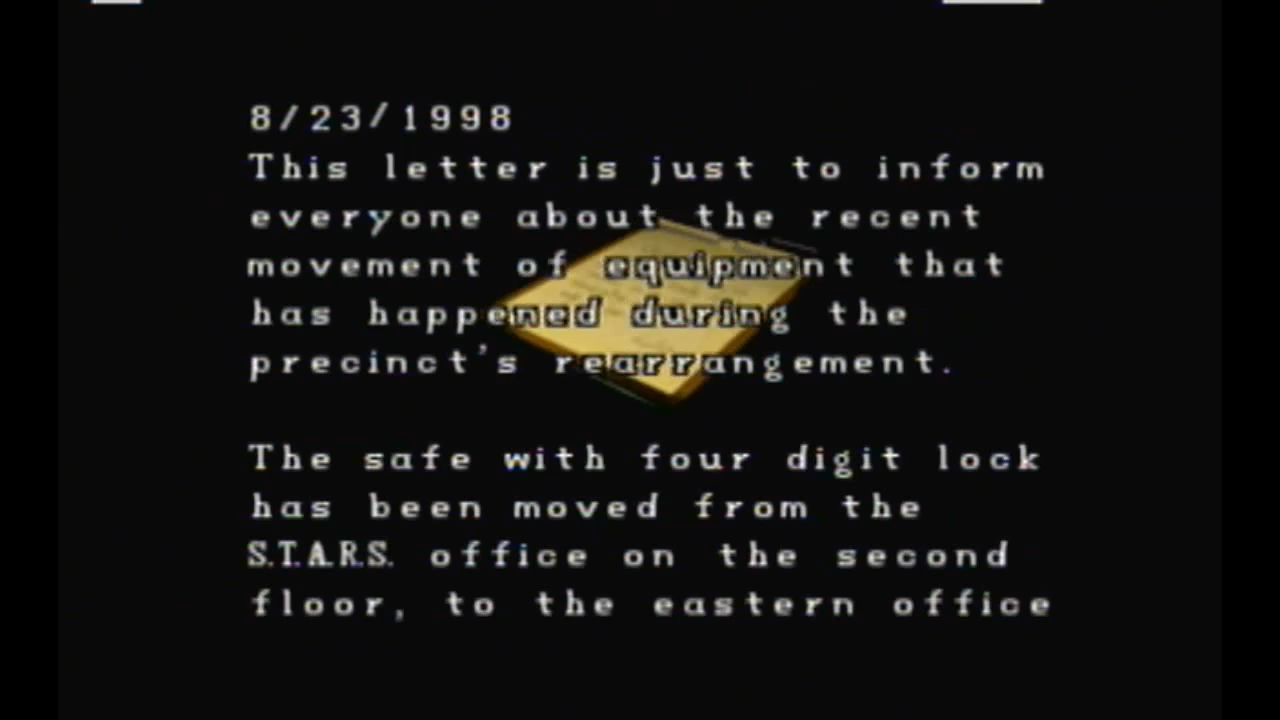 8/23/1998
This letter is just to inform
everyone about the recent
movement of equipment that
has happened during the
precinct's rearrangement.
The safe with four digit lock
has been moved from the
S.T.A.R.S. office on the second
floor, to the eastern office